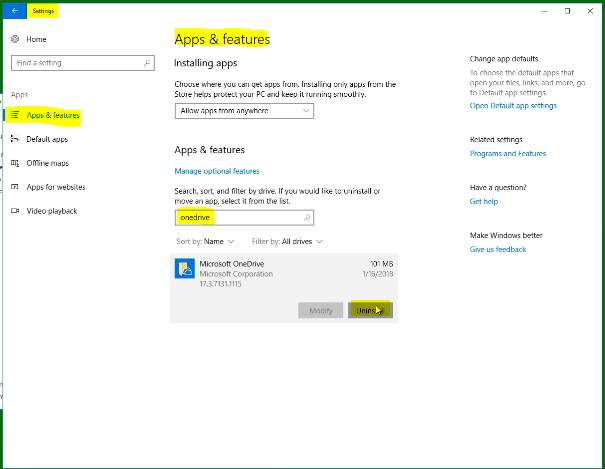 Settings
Home
Find a setting
Apps
Apps & features
Default apps
Offline maps
Apps for websites
Video playback
Apps & features
Installing apps
Choose where you can get apps from. Installing only apps from the
Store helps protect your PC and keep it running smoothly.
Allow apps from anywhere
Apps & features
Manage optional features
Search, sort, and filter by drive. If you would like to uninstall or
move an app, select it from the list.
onedrive
Sort by: Name
Filter by: All drives
Microsoft OneDrive
101 MB
Microsoft Corporation
1/16/2018
17.3.7131.1115
Modify
Uninstall
Change app defaults
To choose the default apps that
open your files, links, and more, go
to Default app settings.
Open Default app settings
Related settings
Programs and Features
Have a question?
Get help
Make Windows better
Give us feedback